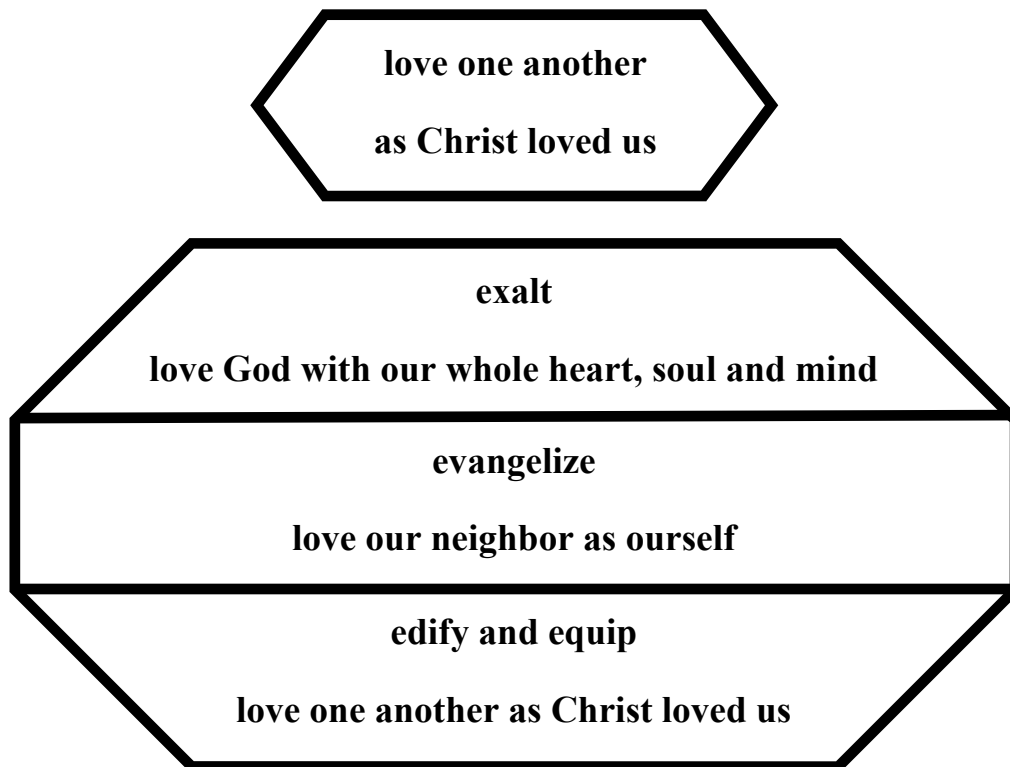 love one another
as Christ loved us
exalt
love God with our whole heart, soul and mind
evangelize
love our neighbor as ourself
edify and equip
love one another as Christ loved us